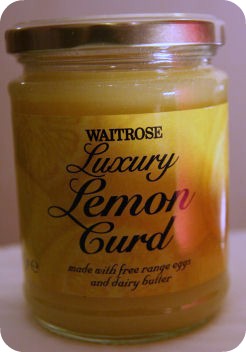 WAITROSE
Luxury
Lemon
Curd
made with free range eggs
and dairy butter